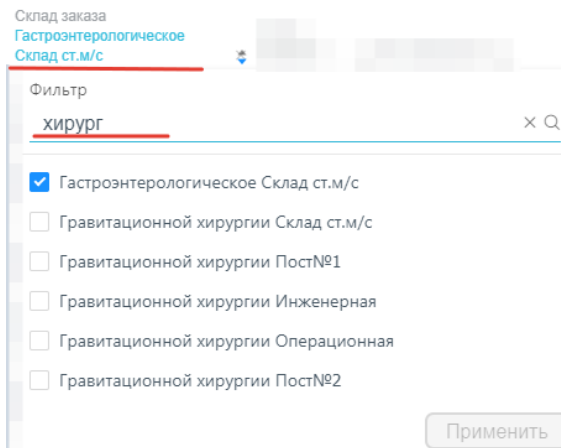 Склад заказа
Гастроэнтерологическое
Склад ст.м/с
Фильтр
хирург
Гастроэнтерологическое Склад ст.м/с
Гравитационной хирургии Склад ст.м/с
Гравитационной хирургии Пост№1
Гравитационной хирургии Инженерная
Гравитационной хирургии Операционная
Гравитационной хирургии Пост№2
Применить